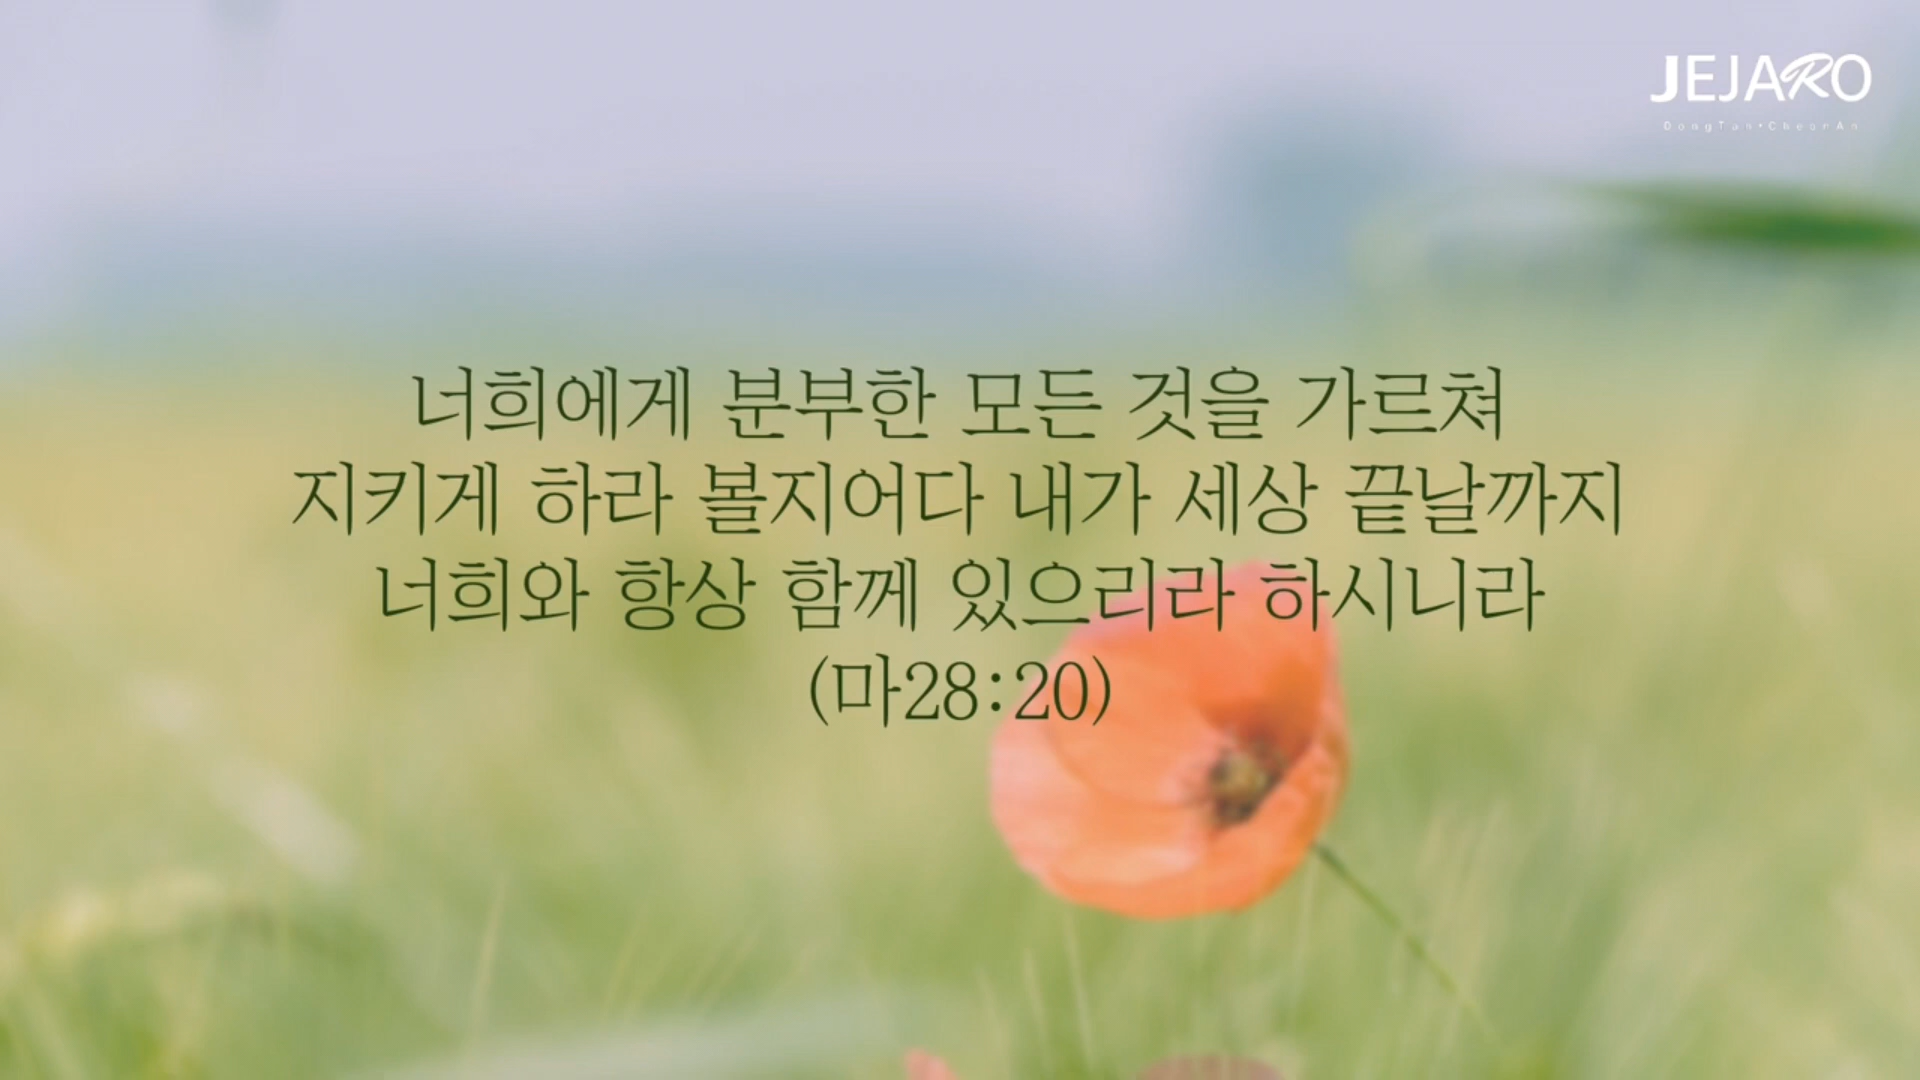 JEJARO
DongTan•CheonAn
너희에게 분부한 모든 것을 가르쳐
지키게 하라 볼지어다 내가 세상 끝날까지
너희와 항상 함께 있으리라 하시니라
(마28:20)